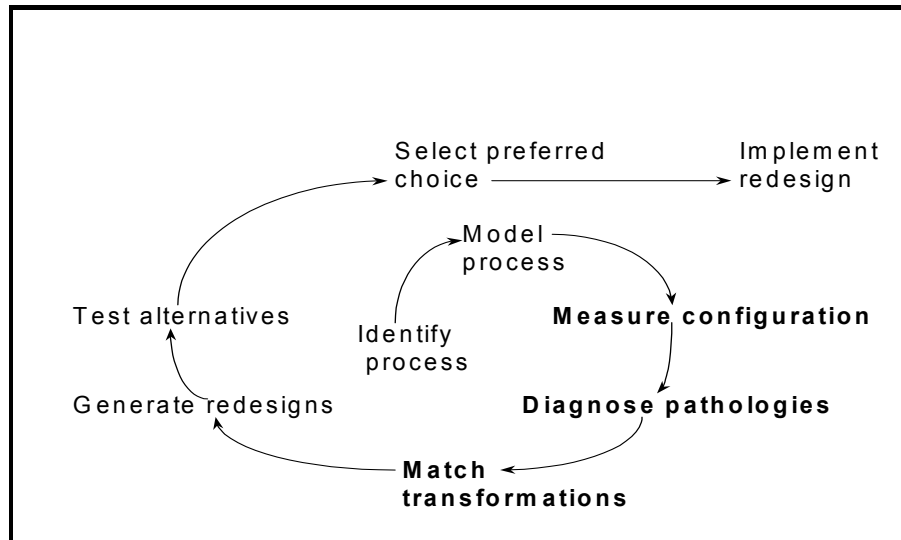 Select preferred
choice
Implement
redesign
Model
process
Test alternatives
Identify
process
Measure configuration
Generate redesigns
Diagnose pathologies
Match
transformations